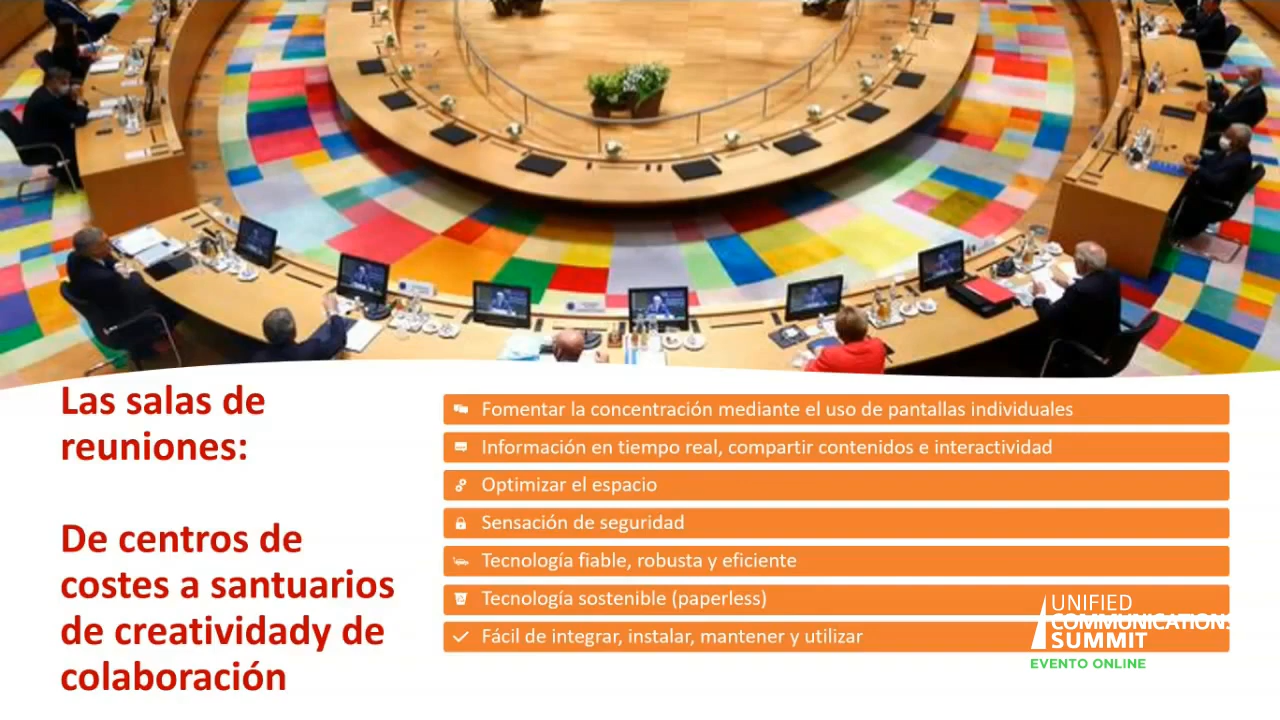 Las salas de
reuniones:
De centros de
costes a santuarios
de creatividady de
colaboración
Fomentar la concentración mediante el uso de pantallas individuales
Información en tiempo real, compartir contenidos e interactividad
Optimizar el espacio
Sensación de seguridad
Tecnología fiable, robusta y eficiente
Tecnología sostenible (paperless)
Fácil de integrar, instalar, mantener y utilizar
UNIFIED
COMMUNICATIONS
SUMMIT
EVENTO ONLINE